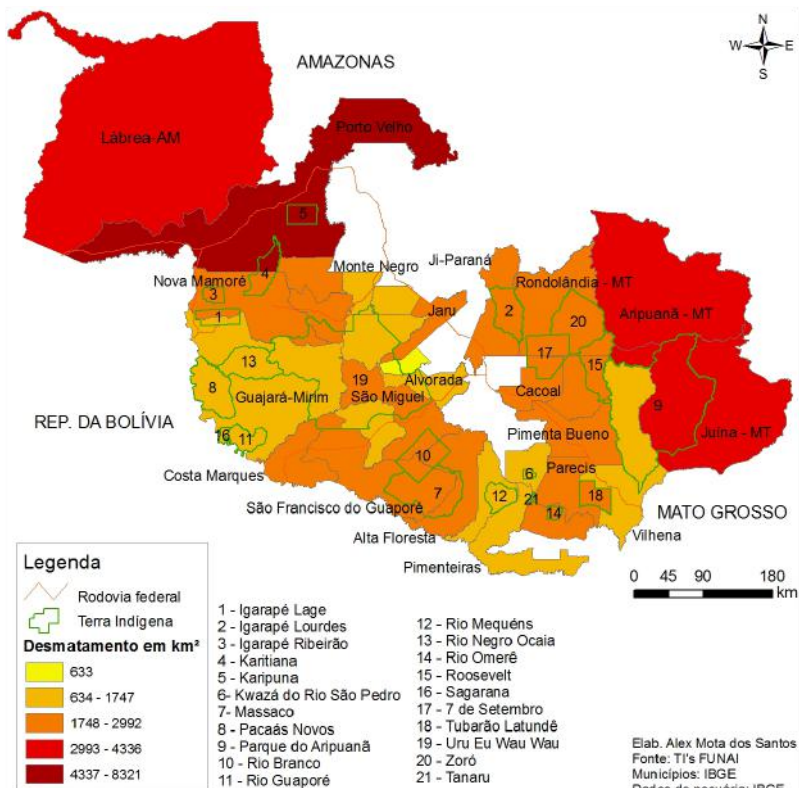 N
W E
S
AMAZONAS
Porto Velho
Lábrea-AM
5
Ji-Paraná
Monte Negro
4
Nova Mamoré
Rondolândia - MT
3
Jaru
2
20
Aripuanã - MT
1
17
13
15
19
Alvorada
8
Cacoal
Guajará-Mirim
São Miguel
9
REP. DA BOLÍVIA
16
11
Pimenta Bueno
Juína - MT
10
Costa Marques
Parecis
6
7
12
21
18
São Francisco do Guaporé
14
MATO GROSSO
Alta Floresta
Vilhena
Pimenteiras
0 45 90 180
km
Legenda
Rodovia federal
Terra Indígena
Desmatamento em km²
633
634 - 1747
1748 - 2992
2993 - 4336
4337 - 8321
1 - Igarapé Lage
2 - Igarapé Lourdes
3 - Igarapé Ribeirão
4 - Karitiana
5 - Karipuna
6- Kwazá do Rio São Pedro
7- Massaco
8 - Pacaás Novos
9 - Parque do Aripuanã
10 - Rio Branco
11 - Rio Guaporé
12 - Rio Mequéns
13 - Rio Negro Ocaia
14 - Rio Omerê
15 - Roosevelt
16 - Sagarana
17 - 7 de Setembro
18 - Tubarão Latundê
19 - Uru Eu Wau Wau
20 - Zoró
21 - Tanaru
Elab. Alex Mota dos Santos
Fonte: TI's FUNAI
Municípios: IBGE
Dados de pecuária: IBGE